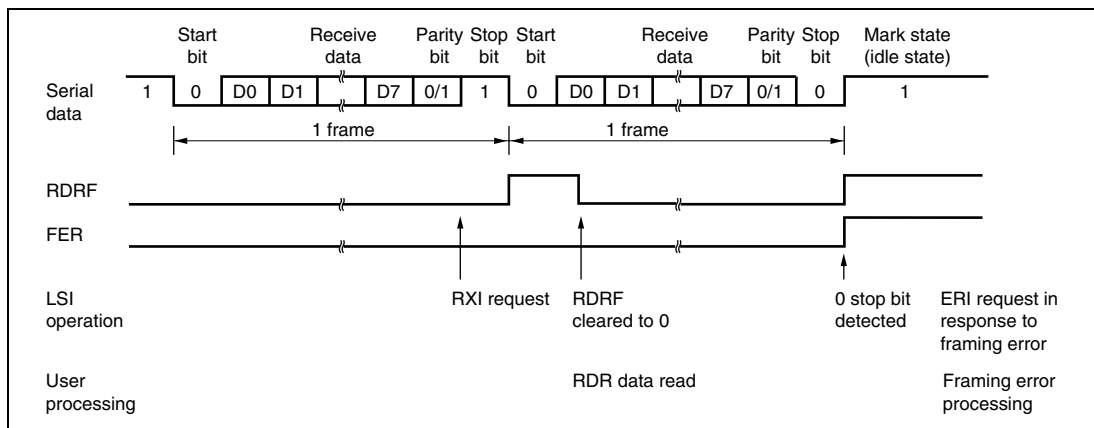 Start bit
Receive data
Parity bit
Stop bit
Start bit
Receive data
Parity bit
Stop bit
Mark state (idle state)
Serial data
1 0 D0 D1 D7 0/1 1 0 D0 D1 D7 0/1 0 1
1 frame 1 frame
RDRF
FER
LSI operation
RXI request
RDRF cleared to 0
0 stop bit detected
ERI request in response to framing error
User processing
RDR data read
Framing error processing